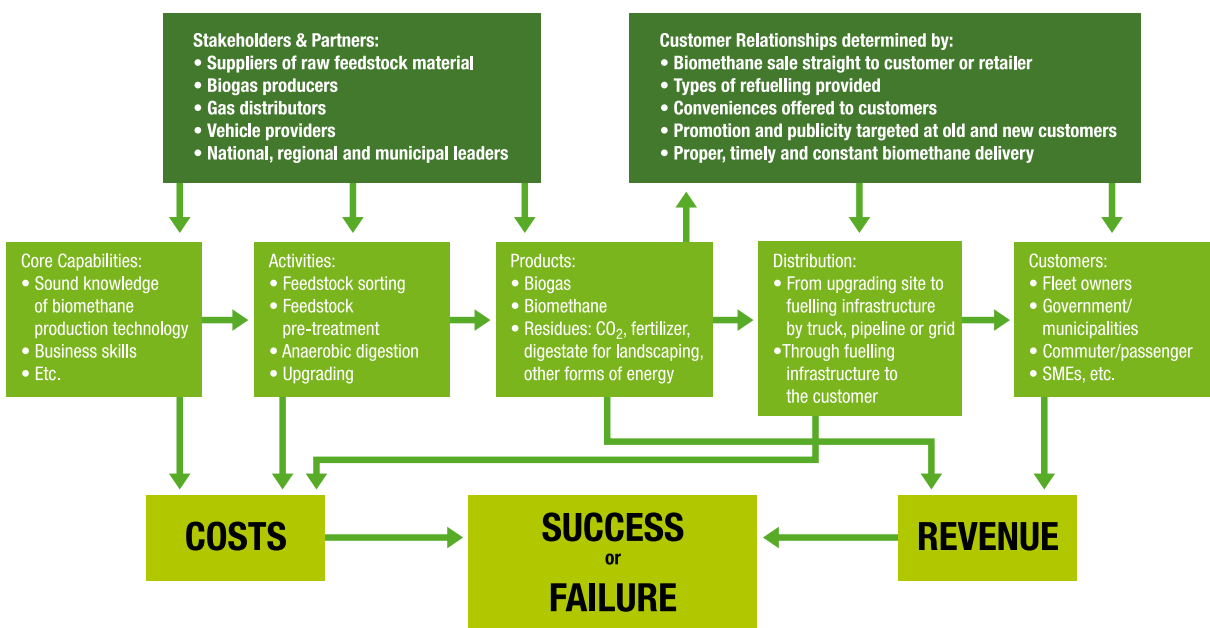 Stakeholders & Partners:
• Suppliers of raw feedstock material
• Biogas producers
• Gas distributors
• Vehicle providers
• National, regional and municipal leaders
Customer Relationships determined by:
• Biomethane sale straight to customer or retailer
• Types of refuelling provided
• Conveniences offered to customers
• Promotion and publicity targeted at old and new customers
• Proper, timely and constant biomethane delivery
Core Capabilities:
• Sound knowledge
of biomethane
production technology
• Business skills
• Etc.
Activities:
• Feedstock sorting
• Feedstock
pre-treatment
• Anaerobic digestion
• Upgrading
Products:
• Biogas
• Biomethane
• Residues: CO₂, fertilizer,
digestate for landscaping,
other forms of energy
Distribution:
• From upgrading site to
fuelling infrastructure
by truck, pipeline or grid
•Through fuelling
infrastructure to
the customer
Customers:
• Fleet owners
• Government/
municipalities
• Commuter/passenger
• SMEs, etc.
COSTS
SUCCESS
or
FAILURE
REVENUE